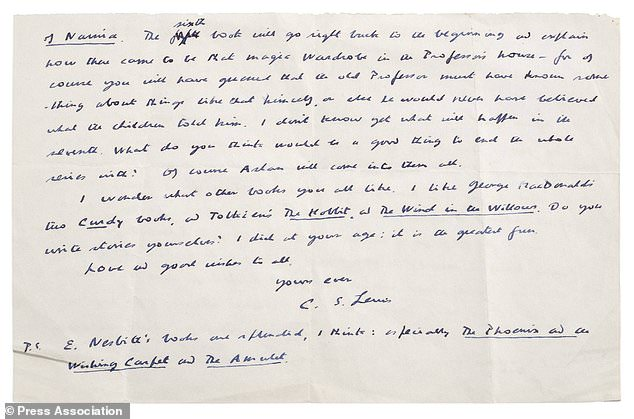 of Narnia. The sixth book will go right back to the beginning and explain
how there came to be that magic Wardrobe in the Professor's house – for of
course you will have guessed that the old Professor must have known some
-thing about things like that himself, or else he would never have believed
what the children told him. I don't know yet what will happen in the
seventh. What do you think would be a good thing to end the whole
series with? Of course Aslan will come into them all.
I wonder what other books you all like. I like George MacDonald's
two Curdy books, and Tolkien's The Hobbit, and The Wind in the Willows. Do you
write stories yourselves? I did at your age: it is the greatest fun.
Love and good wishes to all.
yours ever
C. S. Lewis
P.S. E. Nesbitt's books are splendid, I think: especially The Phoenix and the
Wishing Carpet and The Amulet.
© Press Association